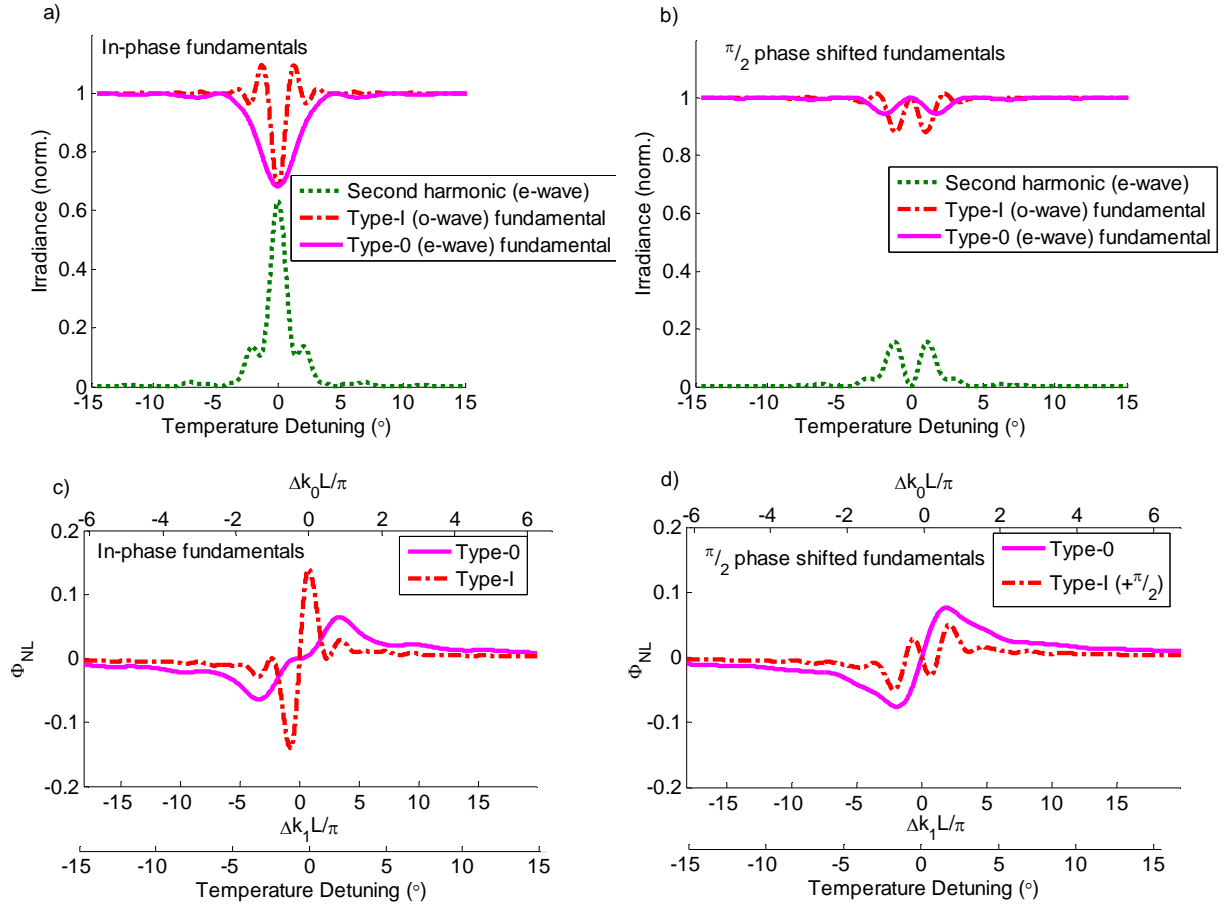 a)
In-phase fundamentals
1
0.8
0.6
0.4
0.2
0
Irradiance (norm.)
Second harmonic (e-wave)
Type-I (o-wave) fundamental
Type-0 (e-wave) fundamental
-15 -10 -5 0 5 10 15
Temperature Detuning (°)
b)
π/2 phase shifted fundamentals
1
0.8
0.6
0.4
0.2
0
Irradiance (norm.)
Second harmonic (e-wave)
Type-I (o-wave) fundamental
Type-0 (e-wave) fundamental
-15 -10 -5 0 5 10 15
Temperature Detuning (°)
c)
Δk0L/π
-6 -4 -2 0 2 4 6
In-phase fundamentals
Type-0
Type-I
0.2
0.1
0
-0.1
-0.2
ΦNL
-15 -10 -5 0 5 10 15
Δk1L/π
-15 -10 -5 0 5 10 15
Temperature Detuning (°)
d)
Δk0L/π
-6 -4 -2 0 2 4 6
π/2 phase shifted fundamentals
Type-0
Type-I (+π/2)
0.2
0.1
0
-0.1
-0.2
ΦNL
-15 -10 -5 0 5 10 15
Δk1L/π
-15 -10 -5 0 5 10 15
Temperature Detuning (°)